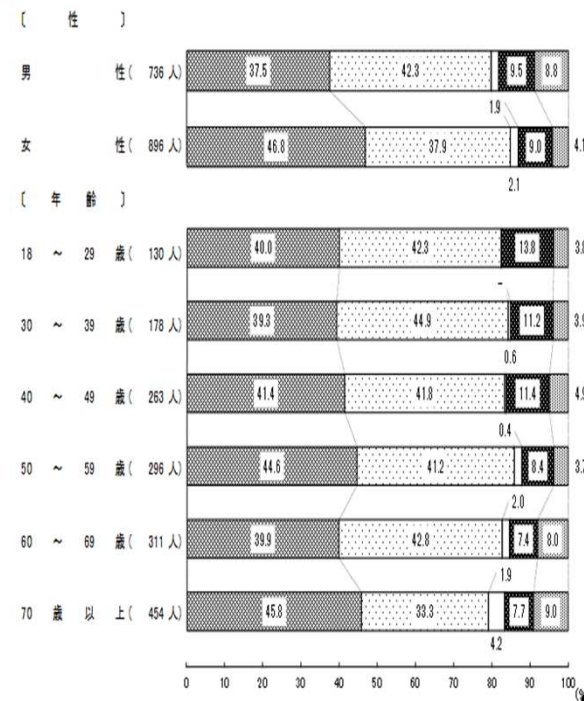 〔 性 〕
男 性( 736 人) 37.5 42.3 9.5 8.8
1.9
女 性( 896 人) 46.8 37.9 9.0 4.1
2.1
〔 年 齢 〕
18 ～ 29 歳( 130 人) 40.0 42.3 13.8
-
30 ～ 39 歳( 178 人) 39.3 44.9 11.2
0.6
40 ～ 49 歳( 263 人) 41.4 41.8 11.4
0.4
50 ～ 59 歳( 296 人) 44.6 41.2 8.4
2.0
60 ～ 69 歳( 311 人) 39.9 42.8 7.4 8.0
1.9
70 歳 以 上( 454 人) 45.8 33.3 7.7 9.0
4.2
0 10 20 30 40 50 60 70 80 90 100